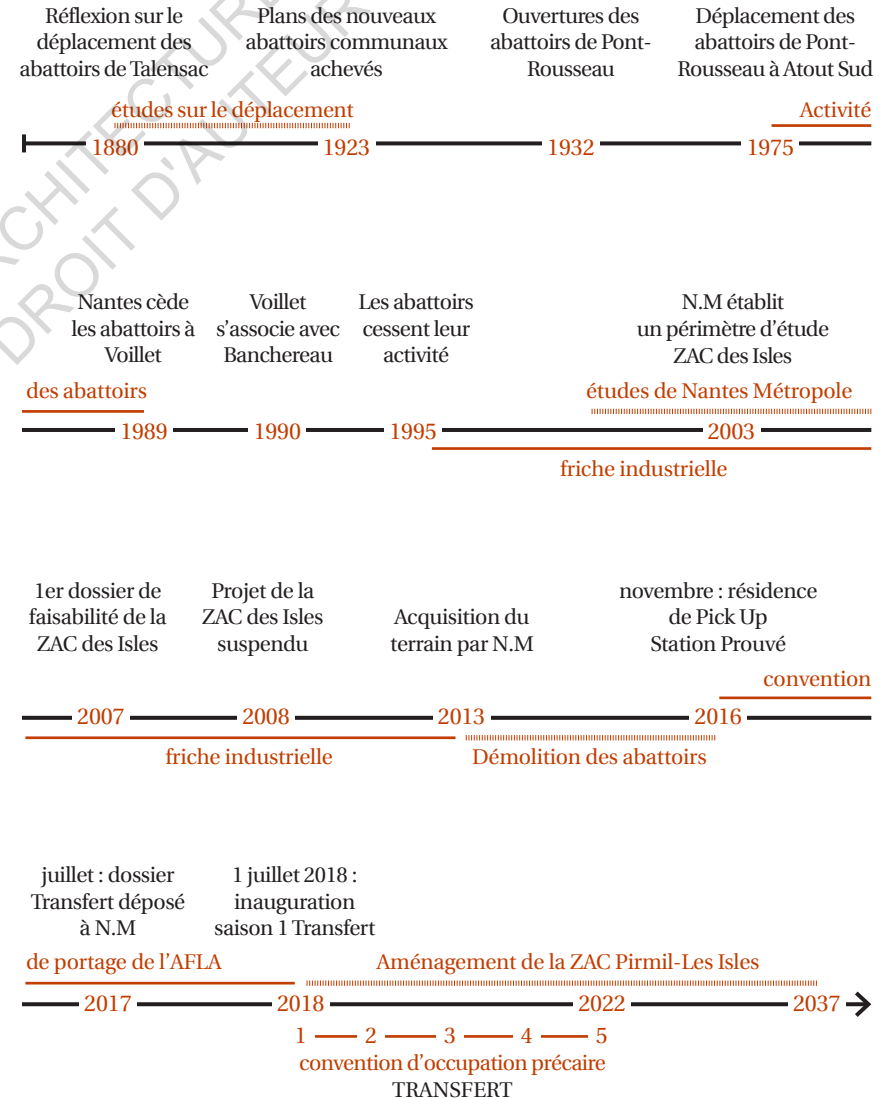 Réflexion sur le
déplacement des
abattoirs de Talensac
Plans des nouveaux
abattoirs communaux
achevés
Ouvertures des
abattoirs de Pont-
Rousseau
Déplacement des
abattoirs de Pont-
Rousseau à Atout Sud
études sur le déplacement
Activité
1880
1923
1932
1975
Nantes cède
les abattoirs à
Voillet
Voillet
s'associe avec
Banchereau
Les abattoirs
cessent leur
activité
N.M établit
un périmètre d'étude
ZAC des Isles
des abattoirs
études de Nantes Métropole
1989
1990
1995
2003
friche industrielle
1er dossier de
faisabilité de la
ZAC des Isles
Projet de la
ZAC des Isles
suspendu
Acquisition du
terrain par N.M
novembre : résidence
de Pick Up
Station Prouvé
convention
2007
2008
2013
2016
friche industrielle
Démolition des abattoirs
juillet : dossier
Transfert déposé
à N.M
1 juillet 2018 :
inauguration
saison 1 Transfert
de portage de l'AFLA
Aménagement de la ZAC Pirmil-Les Isles
2017
2018
2022
2037
1 2 3 4 5
convention d'occupation précaire
TRANSFERT
DROIT D'AUTEUR